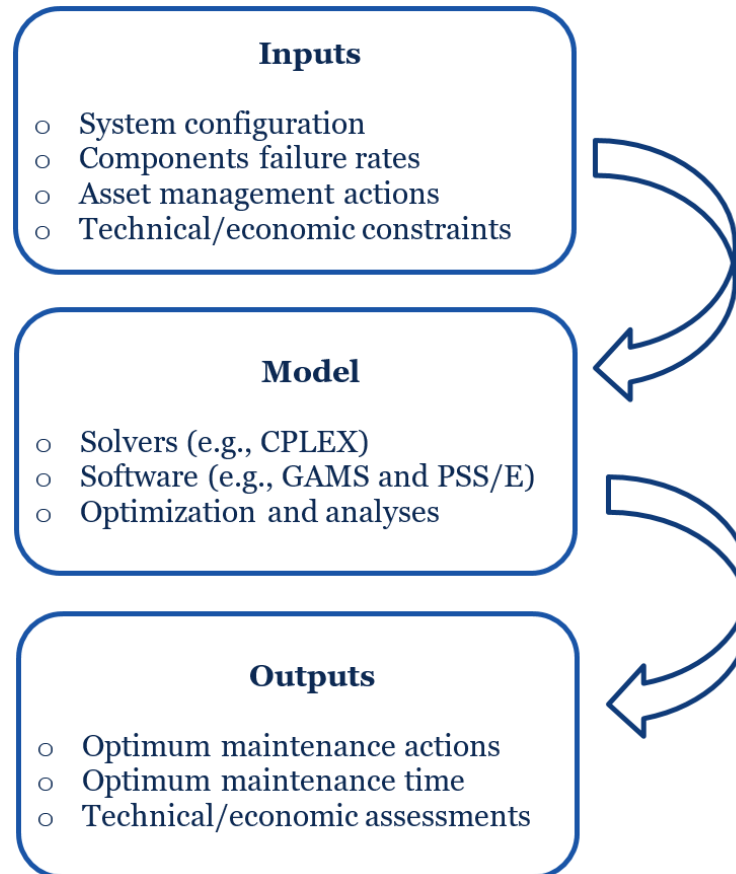 Inputs
o System configuration
o Components failure rates
o Asset management actions
o Technical/economic constraints
Model
o Solvers (e.g., CPLEX)
o Software (e.g., GAMS and PSS/E)
o Optimization and analyses
Outputs
o Optimum maintenance actions
o Optimum maintenance time
o Technical/economic assessments